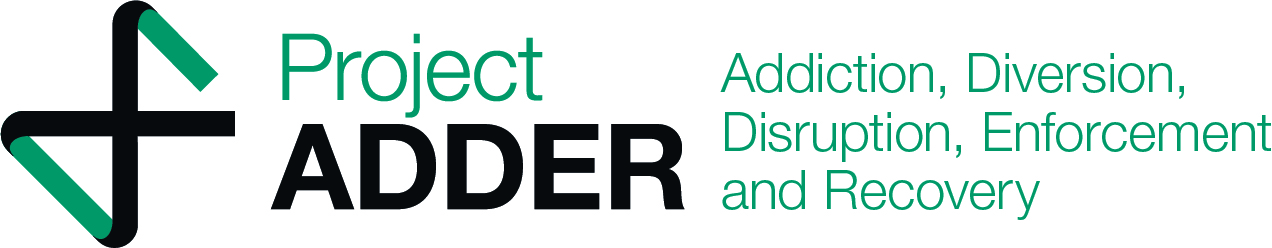 Project
ADDER
Addiction, Diversion,
Disruption, Enforcement
and Recovery